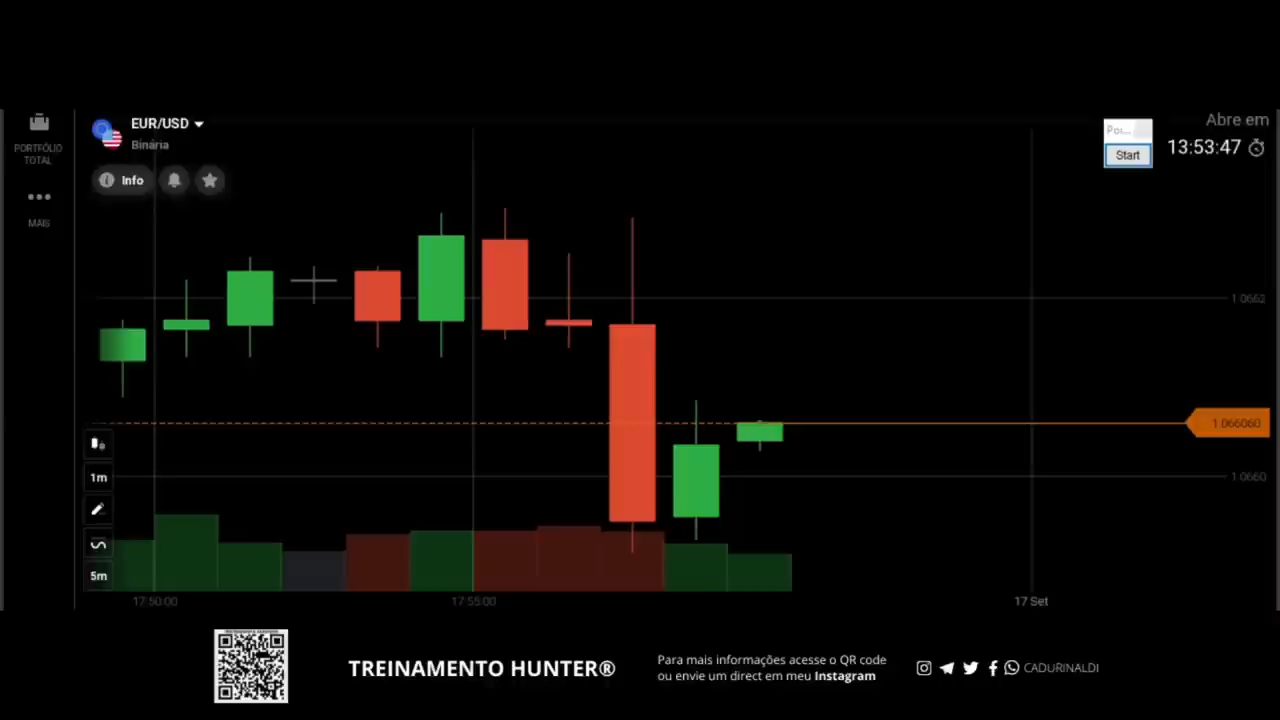 PORTFÓLIO
TOTAL
MAIS
EUR/USD
Binária
Info
Start
Abre em
13:53:47
1.0662
1.066060
1.0660
1m
5m
17:50:00
17:55:00
17 Set
TREINAMENTO HUNTER®
Para mais informações acesse o QR code
ou envie um direct em meu Instagram
CADURINALDI